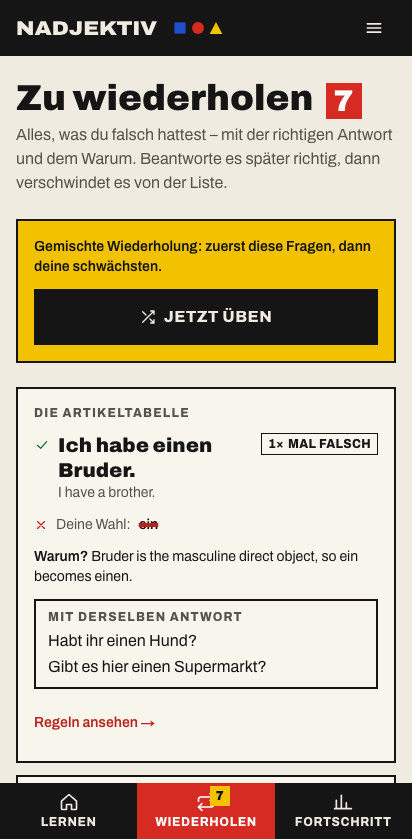 NADJEKTIV
Zu wiederholen 7
Alles, was du falsch hattest – mit der richtigen Antwort
und dem Warum. Beantworte es später richtig, dann
verschwindet es von der Liste.
Gemischte Wiederholung: zuerst diese Fragen, dann
deine schwächsten.
JETZT ÜBEN
DIE ARTIKELTABELLE
Ich habe einen
Bruder.
1× MAL FALSCH
I have a brother.
Deine Wahl: ein
Warum? Bruder is the masculine direct object, so ein
becomes einen.
MIT DERSELBEN ANTWORT
Habt ihr einen Hund?
Gibt es hier einen Supermarkt?
Regeln ansehen →
7
LERNEN
WIEDERHOLEN
FORTSCHRITT